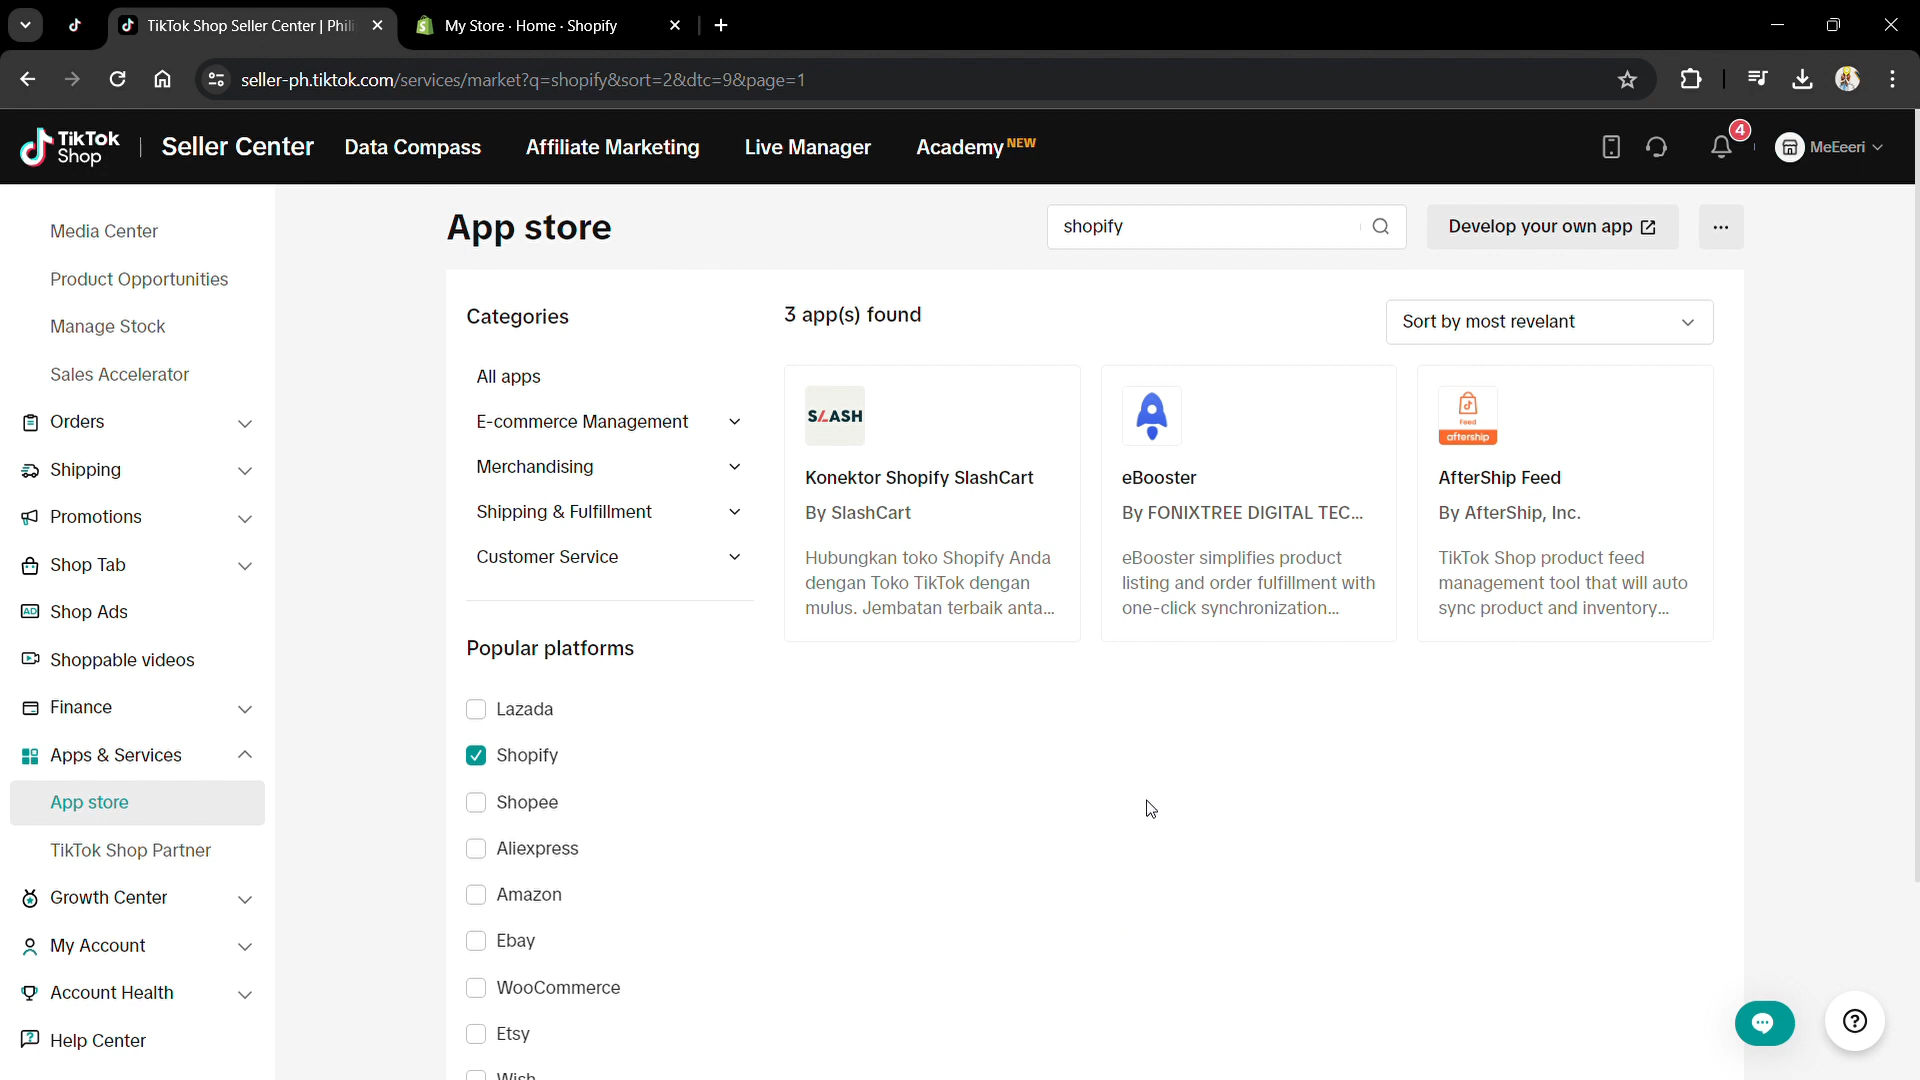 TikTok Shop Seller Center | Phili
My Store · Home · Shopify
seller-ph.tiktok.com/services/market?q=shopify&sort=2&dtc=9&page=1
TikTok
Shop
Seller Center
Data Compass
Affiliate Marketing
Live Manager
Academy NEW
4
MeEeeri
Media Center
Product Opportunities
Manage Stock
Sales Accelerator
Orders
Shipping
Promotions
Shop Tab
Shop Ads
Shoppable videos
Finance
Apps & Services
App store
TikTok Shop Partner
Growth Center
My Account
Account Health
Help Center
App store
shopify
Develop your own app
Categories
All apps
E-commerce Management
Merchandising
Shipping & Fulfillment
Customer Service
Popular platforms
Lazada
Shopify
Shopee
Aliexpress
Amazon
Ebay
WooCommerce
Etsy
Wish
3 app(s) found
Sort by most revelant
SLASH
Konektor Shopify SlashCart
By SlashCart
Hubungkan toko Shopify Anda
dengan Toko TikTok dengan
mulus. Jembatan terbaik anta...
eBooster
By FONIXTREE DIGITAL TEC...
eBooster simplifies product
listing and order fulfillment with
one-click synchronization...
Feed
aftership
AfterShip Feed
By AfterShip, Inc.
TikTok Shop product feed
management tool that will auto
sync product and inventory...